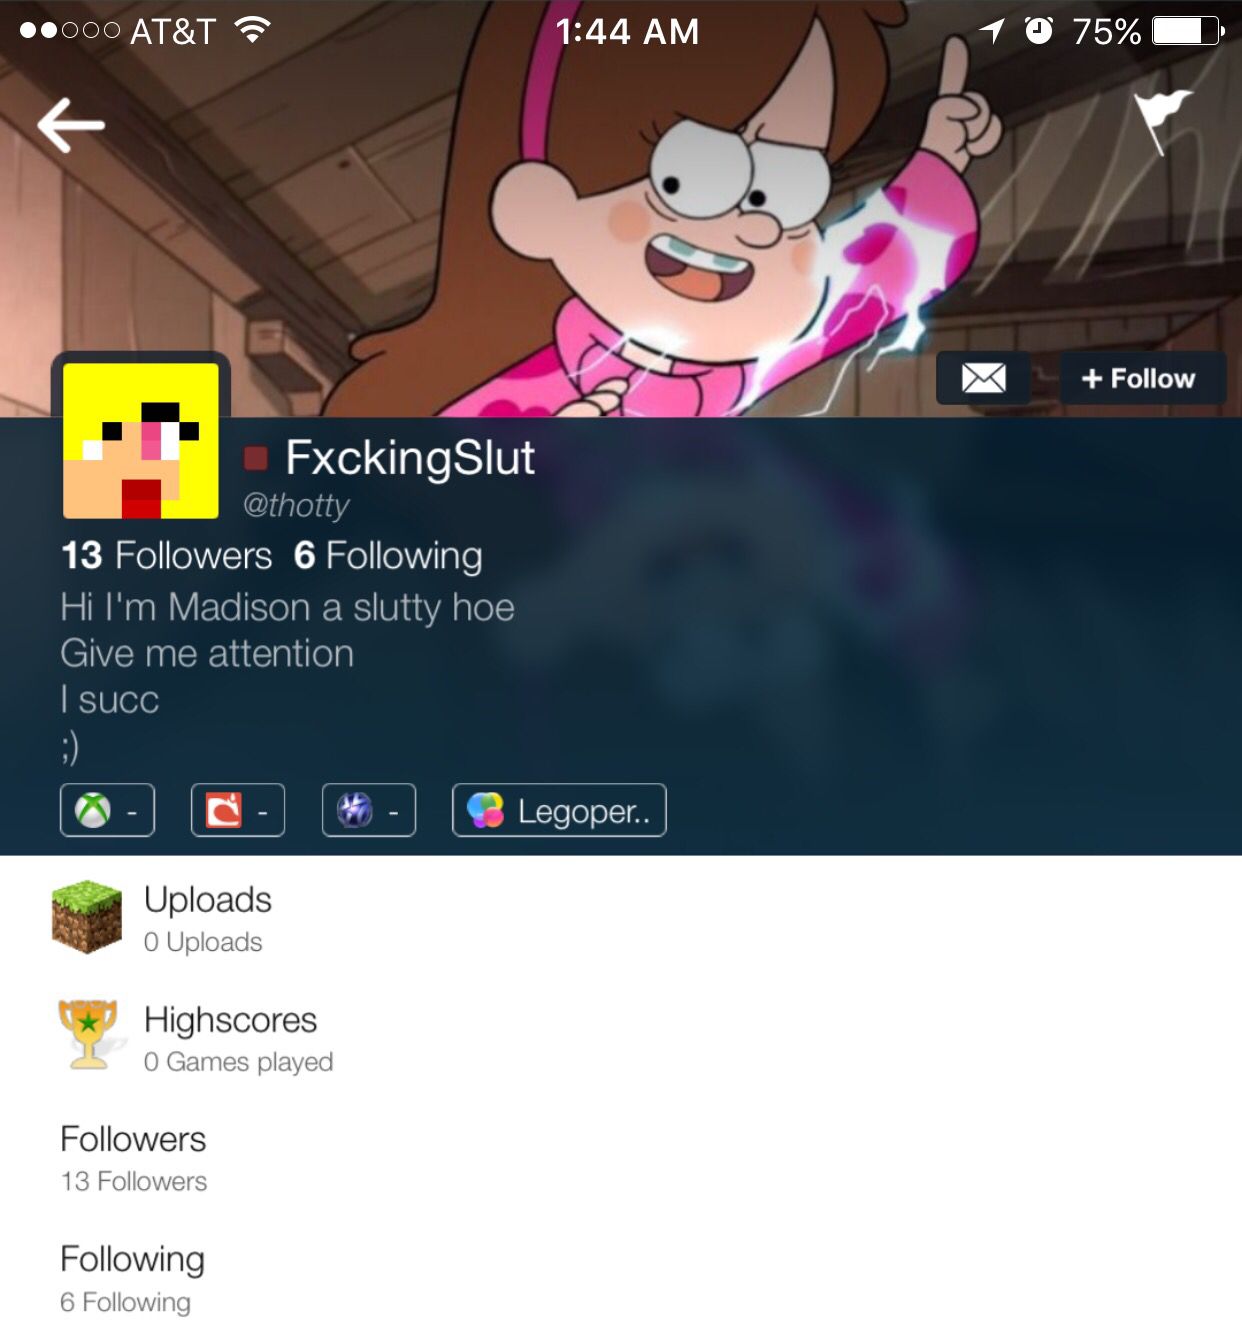 AT&T 1:44 AM 75%
+ Follow
FxckingSlut
@thotty
13 Followers 6 Following
Hi I'm Madison a slutty hoe
Give me attention
I succ
;)
- - - Legoper..
Uploads
0 Uploads
Highscores
0 Games played
Followers
13 Followers
Following
6 Following